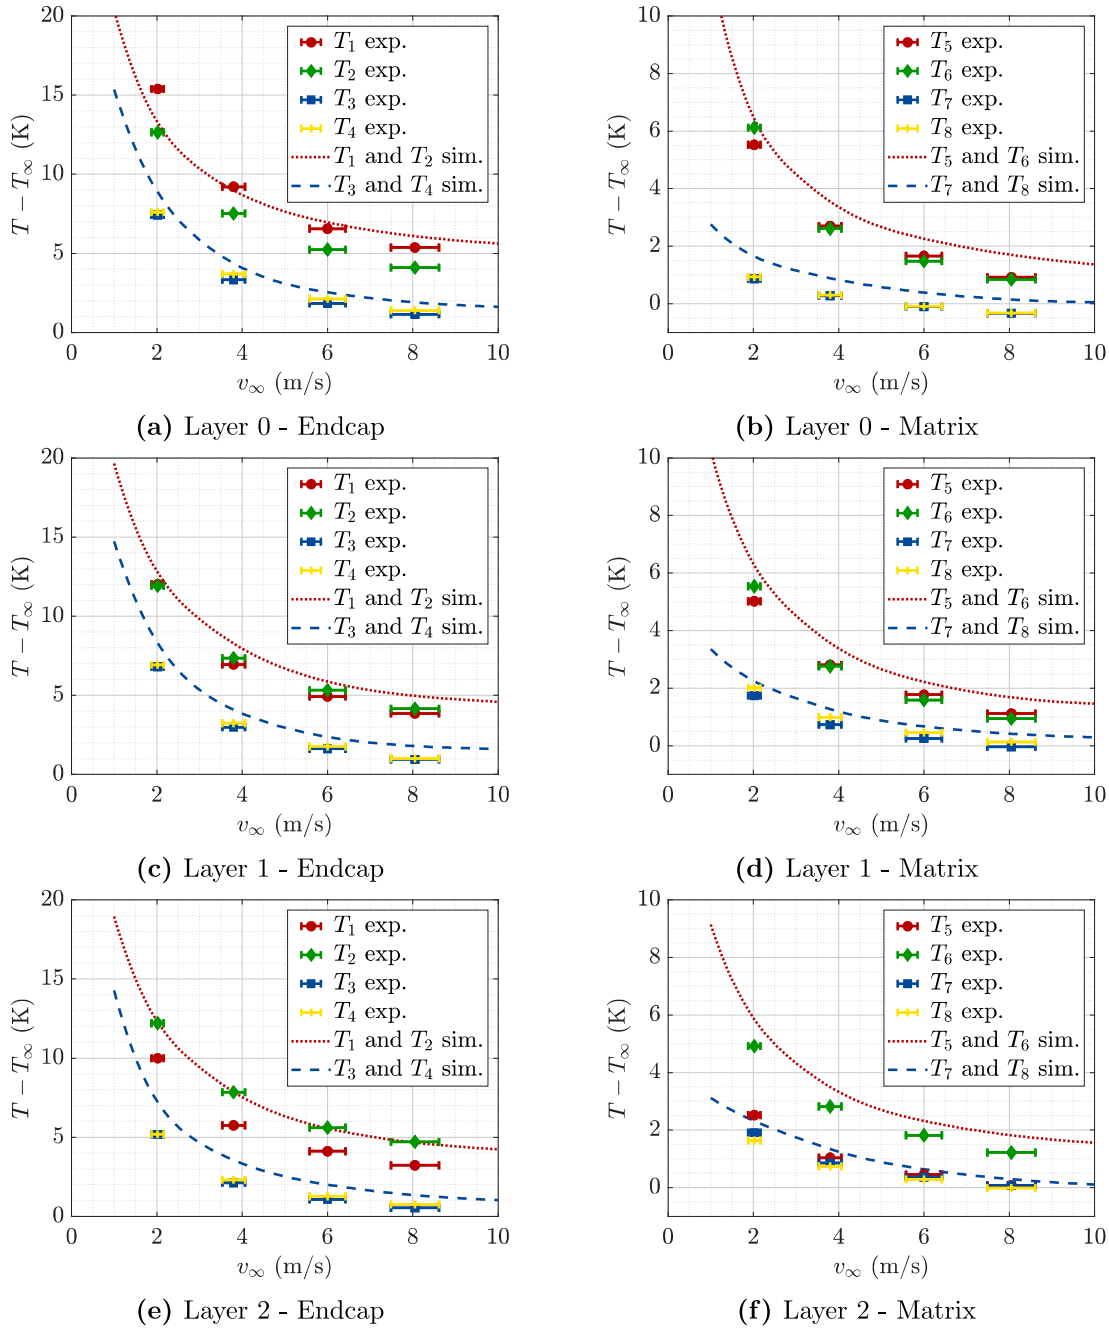 20
15
10
5
0
T − T∞ (K)
T₁ exp.
T₂ exp.
T₃ exp.
T₄ exp.
T₁ and T₂ sim.
T₃ and T₄ sim.
0 2 4 6 8 10
v∞ (m/s)
(a) Layer 0 - Endcap
10
8
6
4
2
0
T − T∞ (K)
T₅ exp.
T₆ exp.
T₇ exp.
T₈ exp.
T₅ and T₆ sim.
T₇ and T₈ sim.
0 2 4 6 8 10
v∞ (m/s)
(b) Layer 0 - Matrix
20
15
10
5
0
T − T∞ (K)
T₁ exp.
T₂ exp.
T₃ exp.
T₄ exp.
T₁ and T₂ sim.
T₃ and T₄ sim.
0 2 4 6 8 10
v∞ (m/s)
(c) Layer 1 - Endcap
10
8
6
4
2
0
T − T∞ (K)
T₅ exp.
T₆ exp.
T₇ exp.
T₈ exp.
T₅ and T₆ sim.
T₇ and T₈ sim.
0 2 4 6 8 10
v∞ (m/s)
(d) Layer 1 - Matrix
20
15
10
5
0
T − T∞ (K)
T₁ exp.
T₂ exp.
T₃ exp.
T₄ exp.
T₁ and T₂ sim.
T₃ and T₄ sim.
0 2 4 6 8 10
v∞ (m/s)
(e) Layer 2 - Endcap
10
8
6
4
2
0
T − T∞ (K)
T₅ exp.
T₆ exp.
T₇ exp.
T₈ exp.
T₅ and T₆ sim.
T₇ and T₈ sim.
0 2 4 6 8 10
v∞ (m/s)
(f) Layer 2 - Matrix